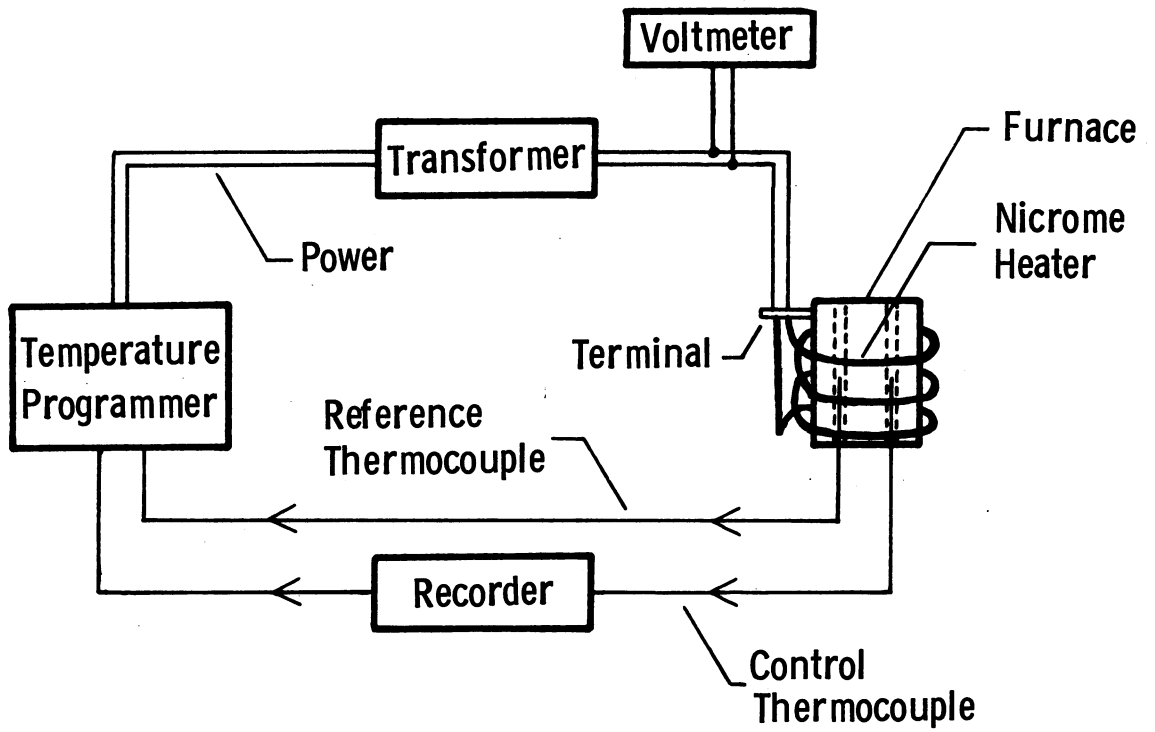 Voltmeter
Transformer
Furnace
Power
Nicrome
Heater
Temperature
Programmer
Terminal
Reference
Thermocouple
Recorder
Control
Thermocouple